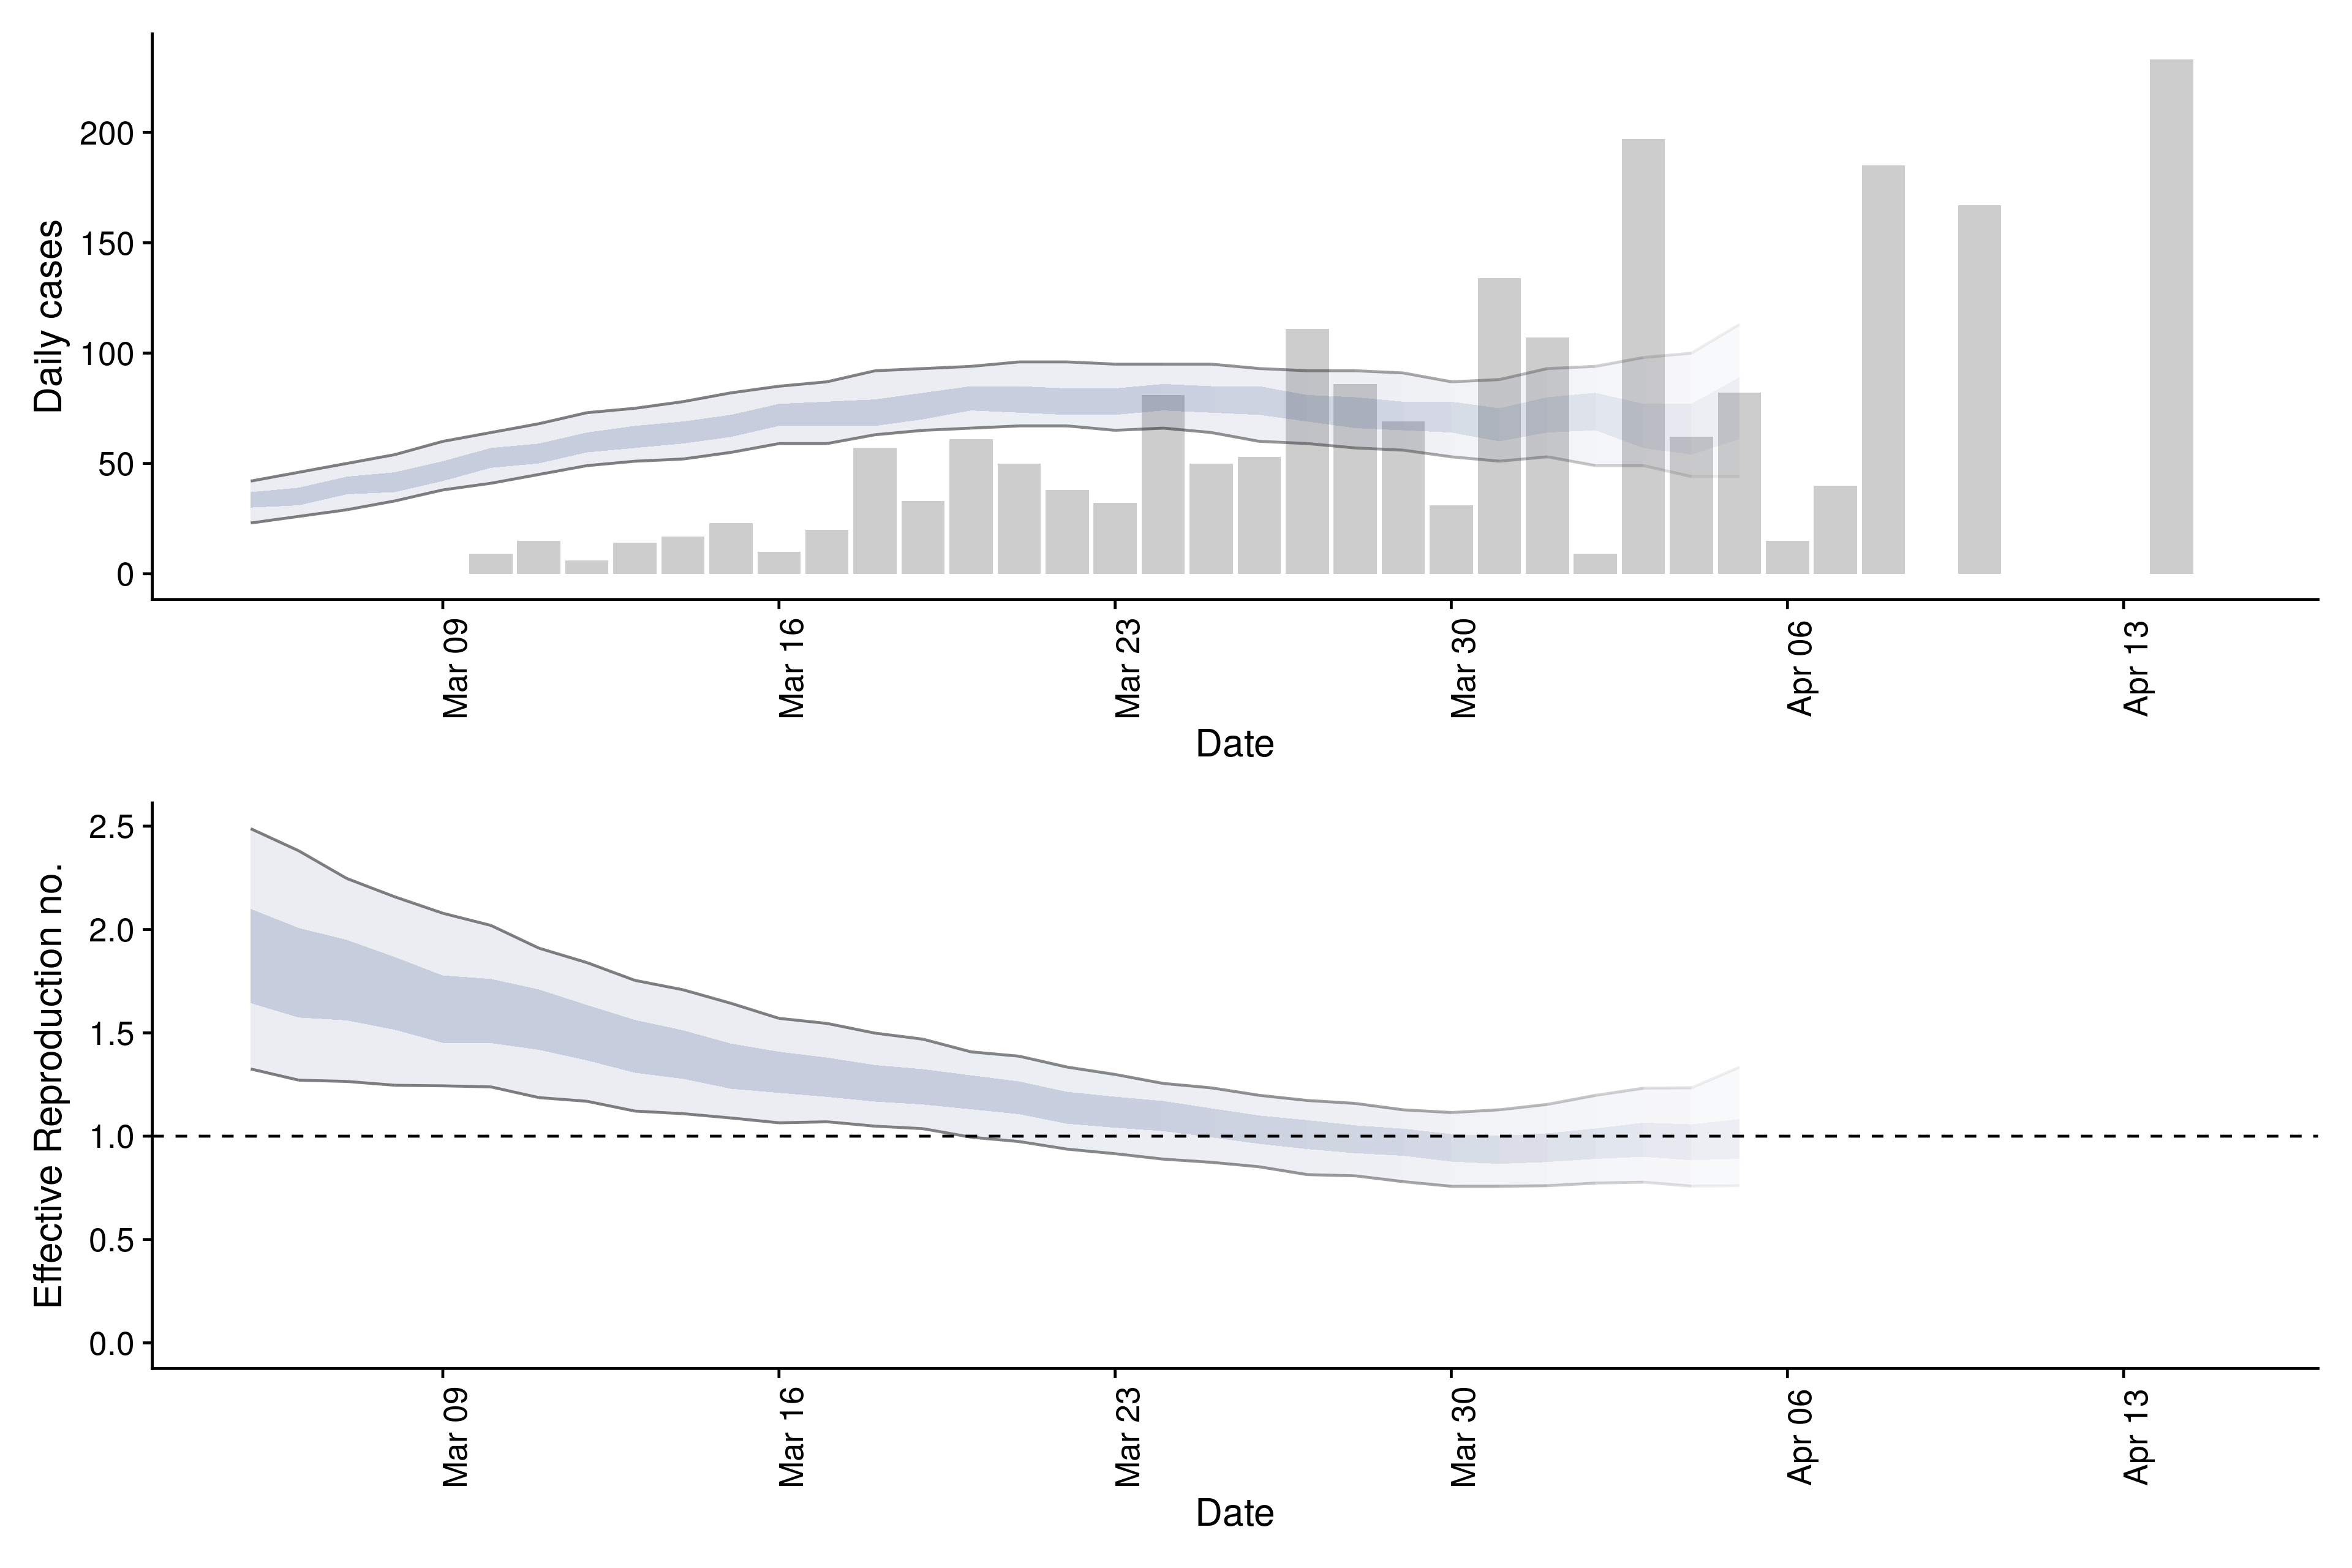 Daily cases
200
150
100
50
0
Mar 09
Mar 16
Mar 23
Mar 30
Apr 06
Apr 13
Date
Effective Reproduction no.
2.5
2.0
1.5
1.0
0.5
0.0
Mar 09
Mar 16
Mar 23
Mar 30
Apr 06
Apr 13
Date